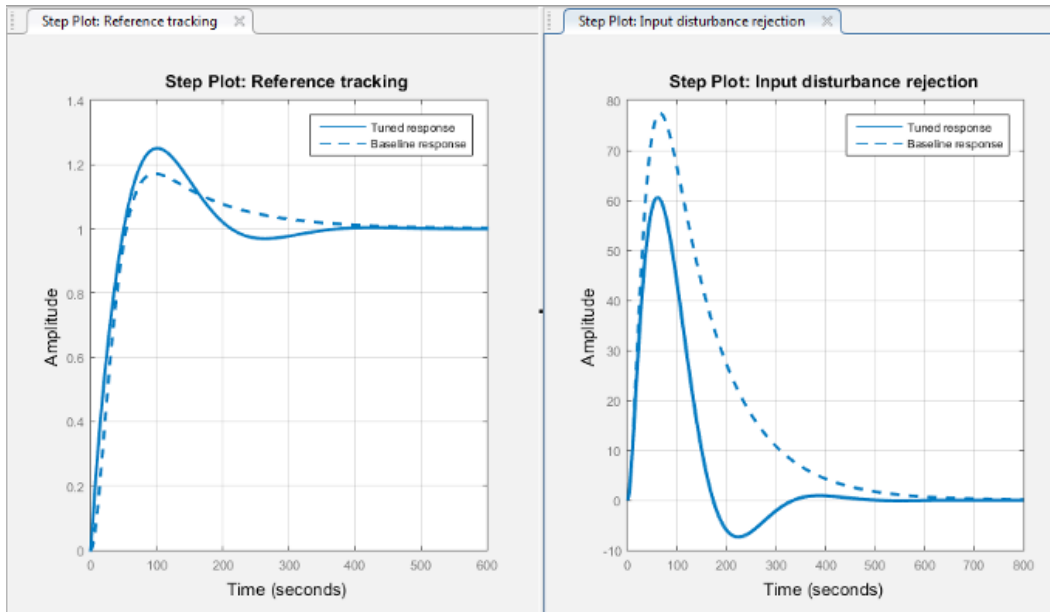 Step Plot: Reference tracking
Step Plot: Input disturbance rejection
Step Plot: Reference tracking
Tuned response
Baseline response
Amplitude
1.4
1.2
1
0.8
0.6
0.4
0.2
0
0 100 200 300 400 500 600
Time (seconds)
Step Plot: Input disturbance rejection
Tuned response
Baseline response
Amplitude
80
70
60
50
40
30
20
10
0
-10
0 100 200 300 400 500 600 700 800
Time (seconds)